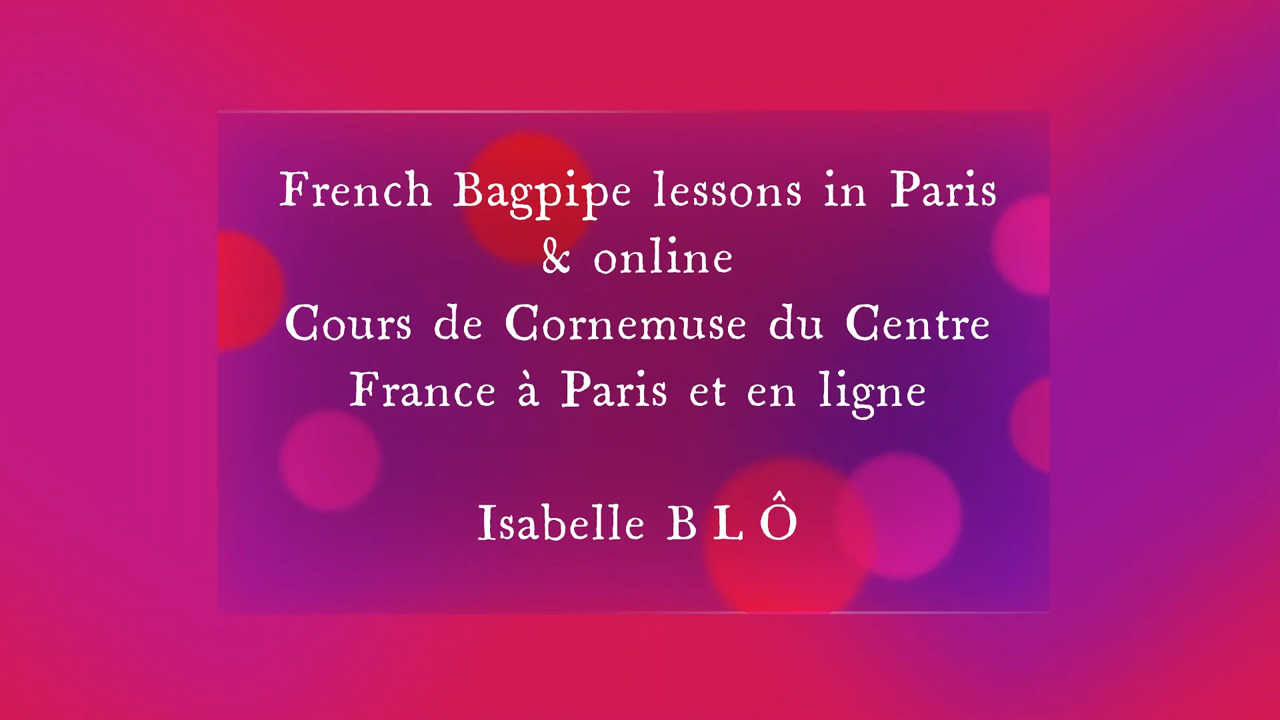 French Bagpipe lessons in Paris
& online
Cours de Cornemuse du Centre
France à Paris et en ligne
Isabelle B L Ô